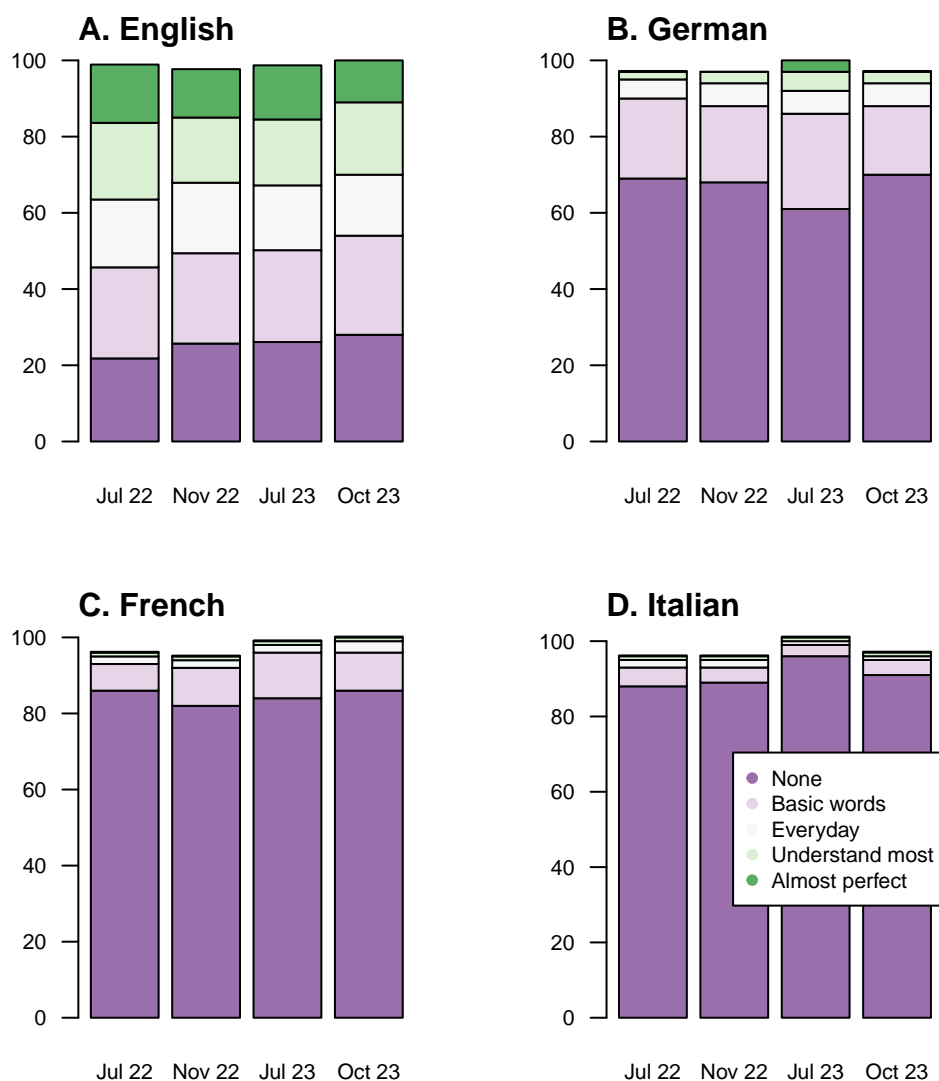 A. English
100
80
60
40
20
0
Jul 22 Nov 22 Jul 23 Oct 23
B. German
100
80
60
40
20
0
Jul 22 Nov 22 Jul 23 Oct 23
C. French
100
80
60
40
20
0
Jul 22 Nov 22 Jul 23 Oct 23
D. Italian
100
80
60
40
20
0
None
Basic words
Everyday
Understand most
Almost perfect
Jul 22 Nov 22 Jul 23 Oct 23